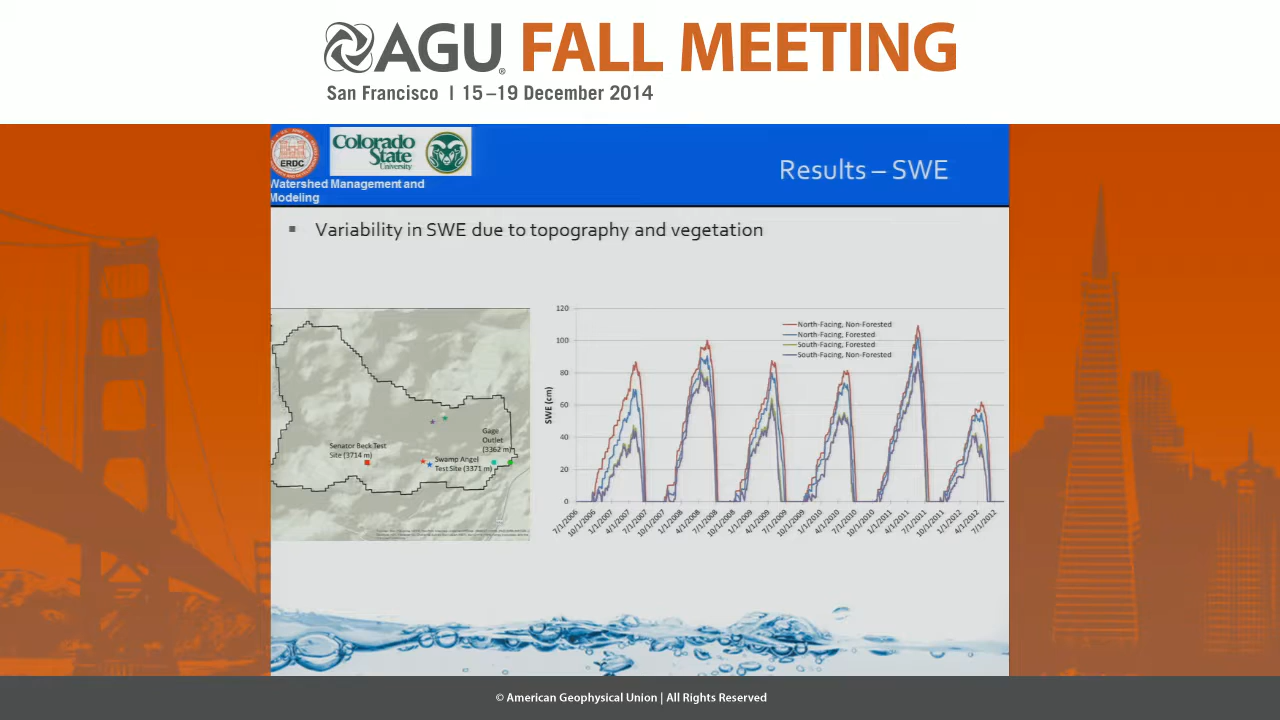 AGU FALL MEETING
San Francisco | 15–19 December 2014
ERDC
Colorado
State
University
Watershed Management and
Modeling
Results – SWE
▪ Variability in SWE due to topography and vegetation
Senator Beck Test
Site (3714 m)
Gage
Outlet
(3362 m)
Swamp Angel
Test Site (3371 m)
SWE (cm)
120
100
80
60
40
20
0
North-Facing, Non-Forested
North-Facing, Forested
South-Facing, Forested
South-Facing, Non-Forested
7/1/2006
10/1/2006
1/1/2007
4/1/2007
7/1/2007
10/1/2007
1/1/2008
4/1/2008
7/1/2008
10/1/2008
1/1/2009
4/1/2009
7/1/2009
10/1/2009
1/1/2010
4/1/2010
7/1/2010
10/1/2010
1/1/2011
4/1/2011
7/1/2011
10/1/2011
1/1/2012
4/1/2012
7/1/2012
© American Geophysical Union | All Rights Reserved